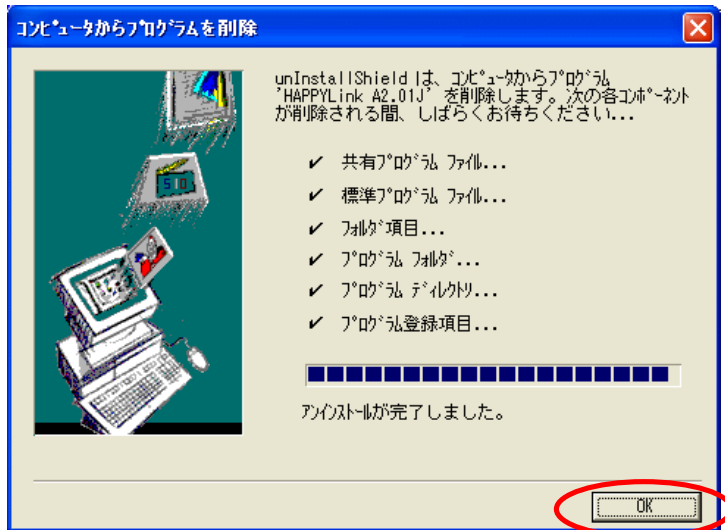 コンピュータからプログラムを削除
unInstallShield は、コンピュータからプログラム
'HAPPYLink A2.01J' を削除します。次の各コンポーネント
が削除される間、しばらくお待ちください...
✔ 共有プログラム ファイル...
✔ 標準プログラム ファイル...
✔ フォルダ項目...
✔ プログラム フォルダ...
✔ プログラム ディレクトリ...
✔ プログラム登録項目...
アンインストールが完了しました。
OK